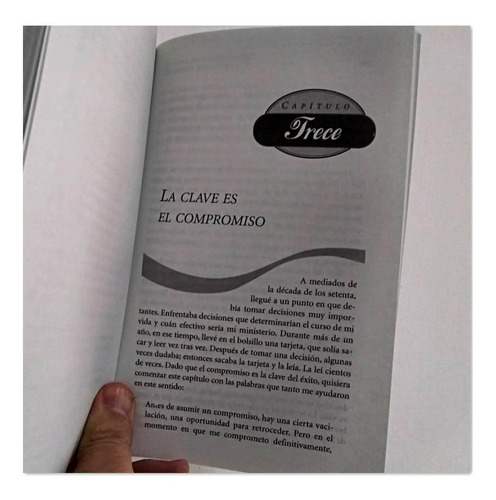 CAPÍTULO
Trece
LA CLAVE ES
EL COMPROMISO
A mediados de
la década de los setenta,
llegué a un punto en que de-
bía tomar decisiones muy impor-
tantes. Enfrentaba decisiones que determinarían el curso de mi
vida y cuán efectivo sería mi ministerio. Durante más de un
año, en ese tiempo, llevé en el bolsillo una tarjeta, que solía sa-
car y leer vez tras vez. Después de tomar una decisión, algunas
veces dudaba; entonces sacaba la tarjeta y la leía. La leí cientos
de veces. Dado que el compromiso es la clave del éxito, quisiera
comenzar este capítulo con las palabras que tanto me ayudaron
en este sentido:
Antes de asumir un compromiso, hay una cierta vaci-
lación, una oportunidad para retroceder. Pero en el
momento en que me comprometo definitivamente,